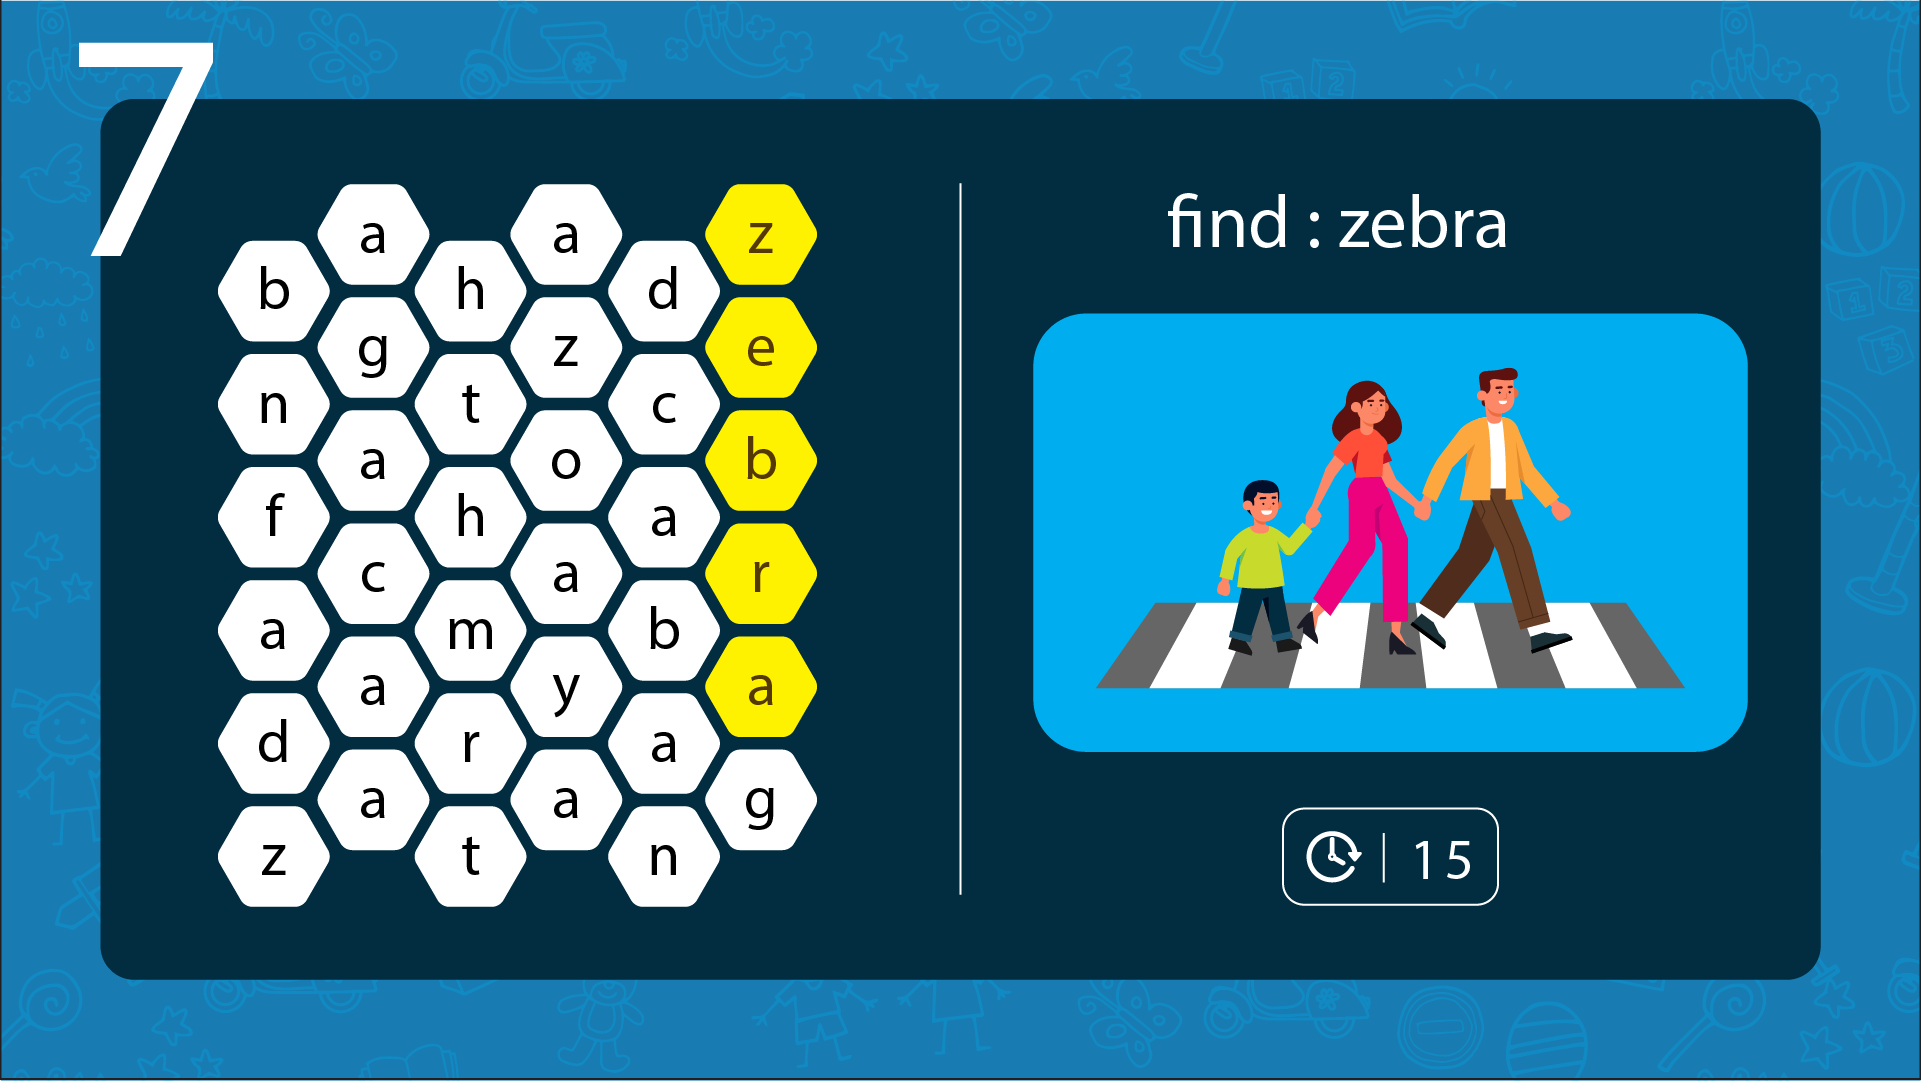 7
a a z
b h d
g z e
n t c
a o b
f h a
c a r
a m b
a y a
d r a
a a g
z t n
find : zebra
15